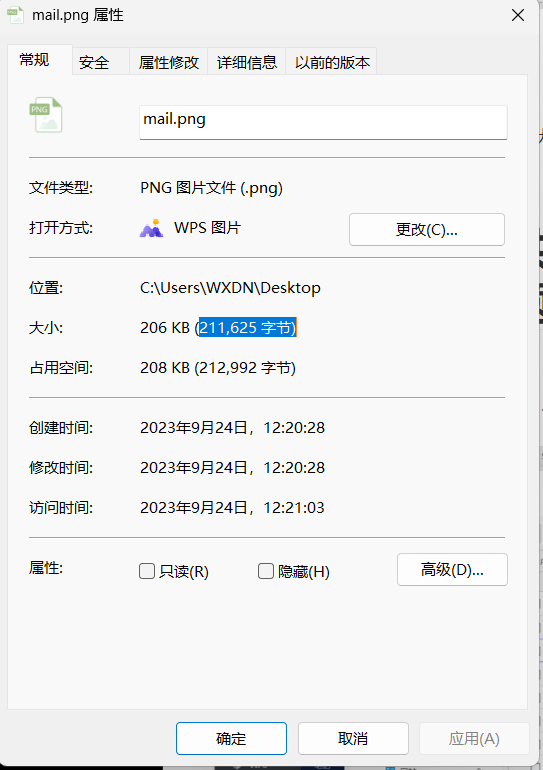 mail.png 属性
常规 安全 属性修改 详细信息 以前的版本
PNG
mail.png
文件类型: PNG 图片文件 (.png)
打开方式: WPS 图片 更改(C)...
位置: C:\Users\WXDN\Desktop
大小: 206 KB (211,625 字节)
占用空间: 208 KB (212,992 字节)
创建时间: 2023年9月24日，12:20:28
修改时间: 2023年9月24日，12:20:28
访问时间: 2023年9月24日，12:21:03
属性: 只读(R) 隐藏(H) 高级(D)...
确定 取消 应用(A)